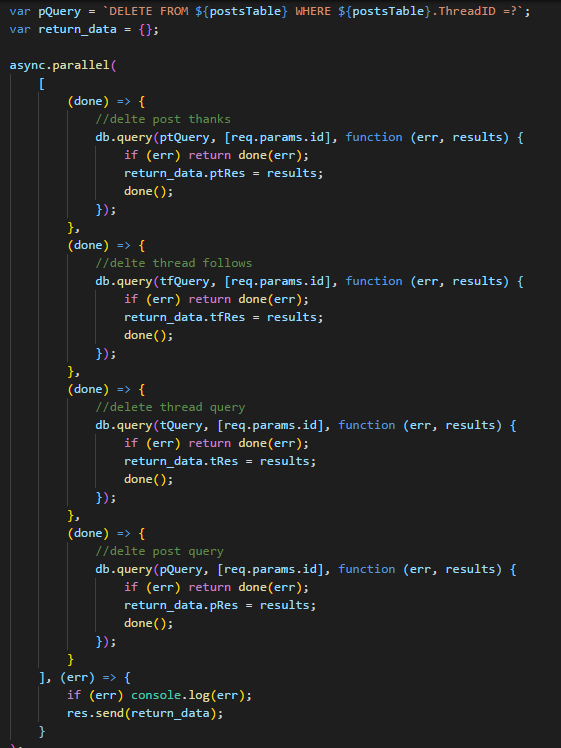 var pQuery = `DELETE FROM ${postsTable} WHERE ${postsTable}.ThreadID =?`;
var return_data = {};

async.parallel(
    [
        (done) => {
            //delte post thanks
            db.query(ptQuery, [req.params.id], function (err, results) {
                if (err) return done(err);
                return_data.ptRes = results;
                done();
            });
        },
        (done) => {
            //delte thread follows
            db.query(tfQuery, [req.params.id], function (err, results) {
                if (err) return done(err);
                return_data.tfRes = results;
                done();
            });
        },
        (done) => {
            //delete thread query
            db.query(tQuery, [req.params.id], function (err, results) {
                if (err) return done(err);
                return_data.tRes = results;
                done();
            });
        },
        (done) => {
            //delte post query
            db.query(pQuery, [req.params.id], function (err, results) {
                if (err) return done(err);
                return_data.pRes = results;
                done();
            });
        }
    ], (err) => {
        if (err) console.log(err);
        res.send(return_data);
    }
);